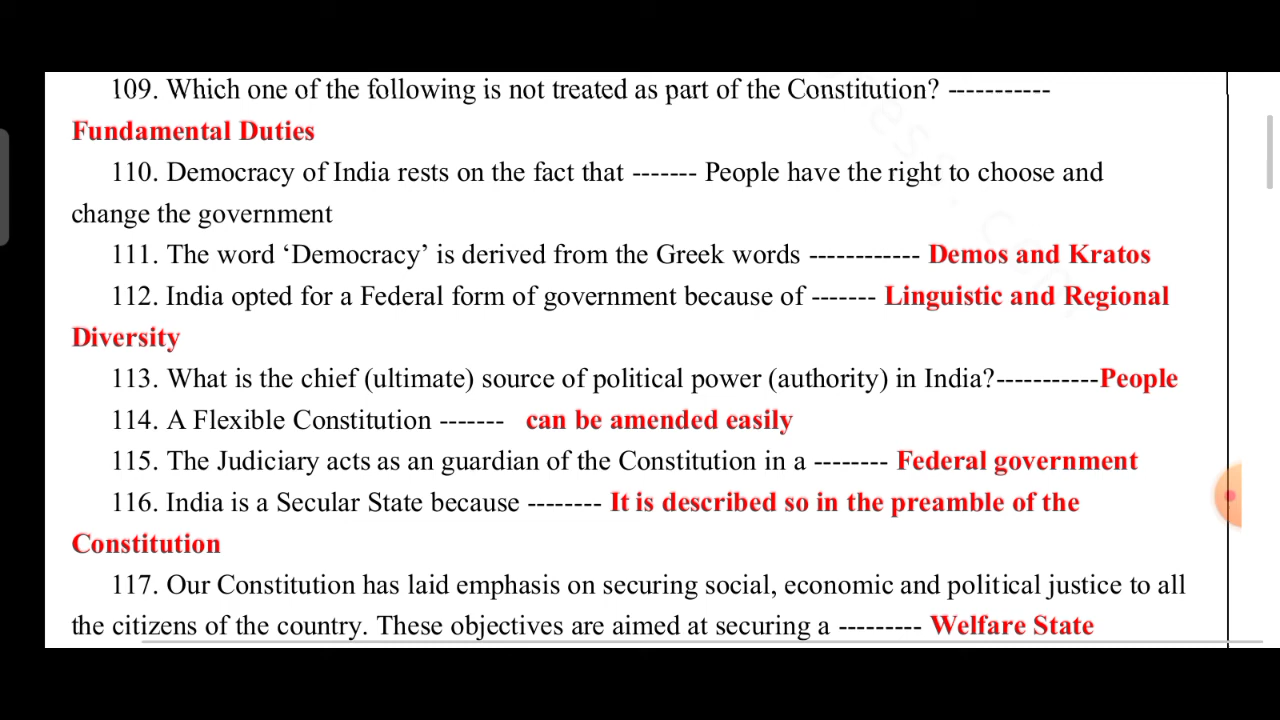 109. Which one of the following is not treated as part of the Constitution? -----------
Fundamental Duties
110. Democracy of India rests on the fact that ------- People have the right to choose and
change the government
111. The word ‘Democracy’ is derived from the Greek words ------------ Demos and Kratos
112. India opted for a Federal form of government because of ------- Linguistic and Regional
Diversity
113. What is the chief (ultimate) source of political power (authority) in India?-----------People
114. A Flexible Constitution ------- can be amended easily
115. The Judiciary acts as an guardian of the Constitution in a -------- Federal government
116. India is a Secular State because -------- It is described so in the preamble of the
Constitution
117. Our Constitution has laid emphasis on securing social, economic and political justice to all
the citizens of the country. These objectives are aimed at securing a --------- Welfare State